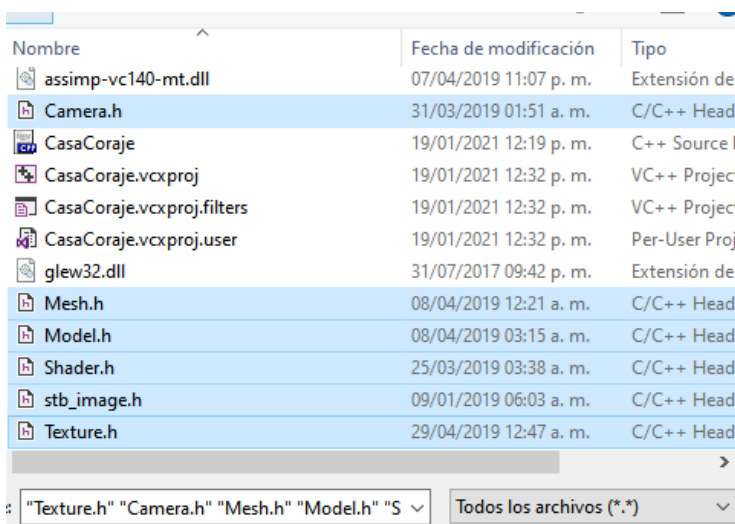 Nombre Fecha de modificación Tipo
assimp-vc140-mt.dll 07/04/2019 11:07 p. m. Extensión de
Camera.h 31/03/2019 01:51 a. m. C/C++ Head
CasaCoraje 19/01/2021 12:19 p. m. C++ Source
CasaCoraje.vcxproj 19/01/2021 12:32 p. m. VC++ Project
CasaCoraje.vcxproj.filters 19/01/2021 12:32 p. m. VC++ Project
CasaCoraje.vcxproj.user 19/01/2021 12:32 p. m. Per-User Proj
glew32.dll 31/07/2017 09:42 p. m. Extensión de
Mesh.h 08/04/2019 12:21 a. m. C/C++ Head
Model.h 08/04/2019 03:15 a. m. C/C++ Head
Shader.h 25/03/2019 03:38 a. m. C/C++ Head
stb_image.h 09/01/2019 06:03 a. m. C/C++ Head
Texture.h 29/04/2019 12:47 a. m. C/C++ Head
"Texture.h" "Camera.h" "Mesh.h" "Model.h" "S Todos los archivos (*.*)